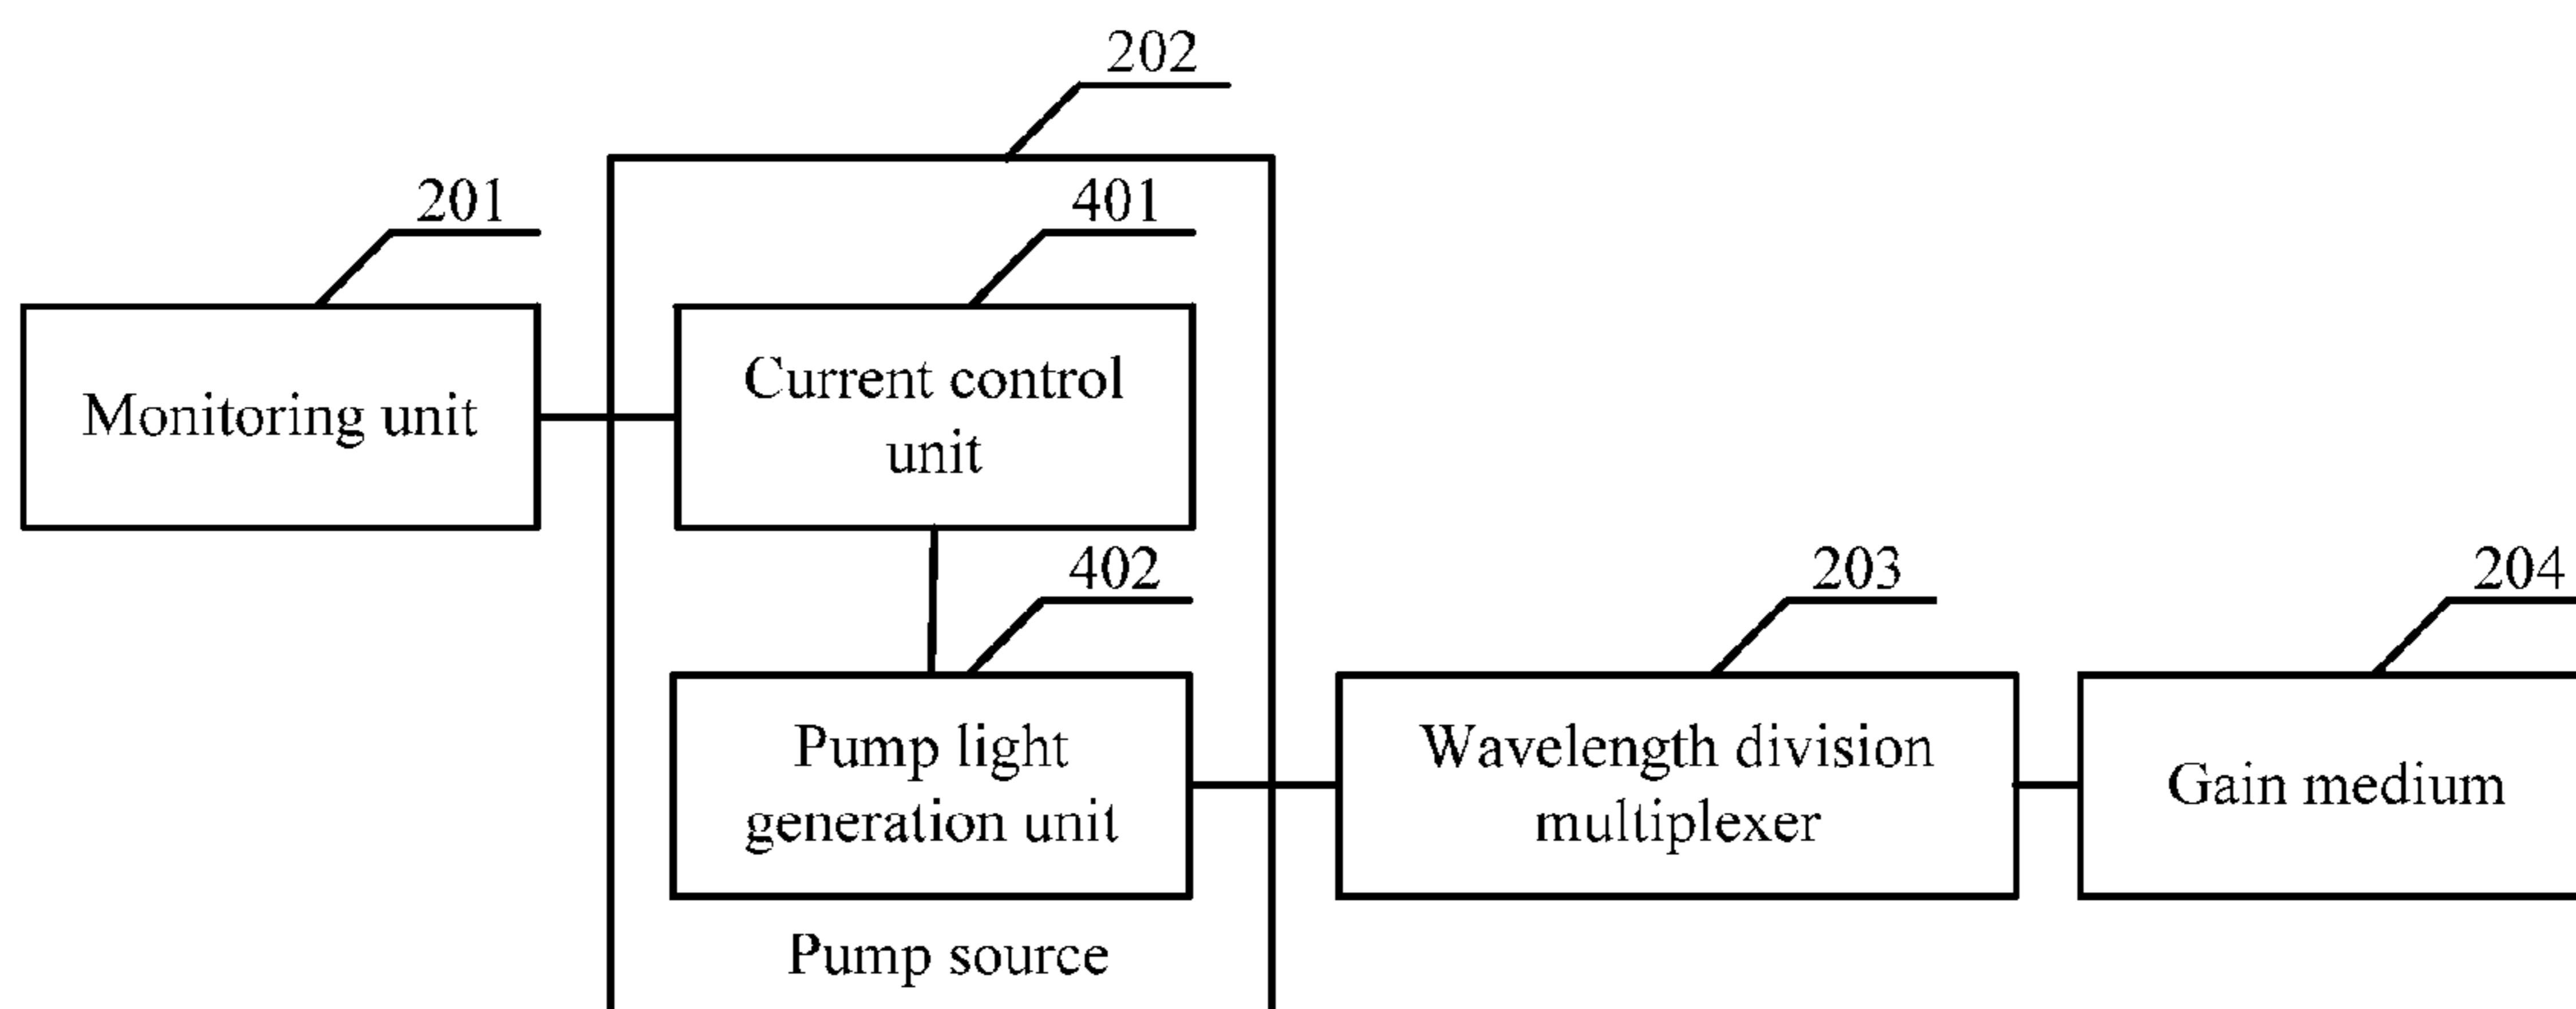 202
201
401
Monitoring unit
Current control
unit
402
203
204
Pump light
generation unit
Wavelength division
multiplexer
Gain medium
Pump source